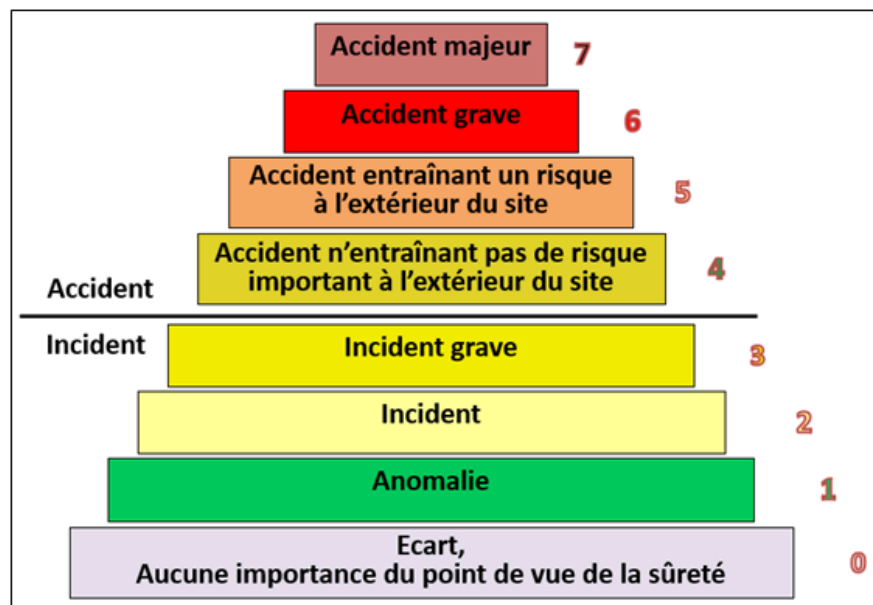 Accident majeur 7
Accident grave 6
Accident entraînant un risque
à l’extérieur du site 5
Accident n’entraînant pas de risque
important à l’extérieur du site 4
Accident
Incident
Incident grave 3
Incident 2
Anomalie 1
Ecart,
Aucune importance du point de vue de la sûreté 0